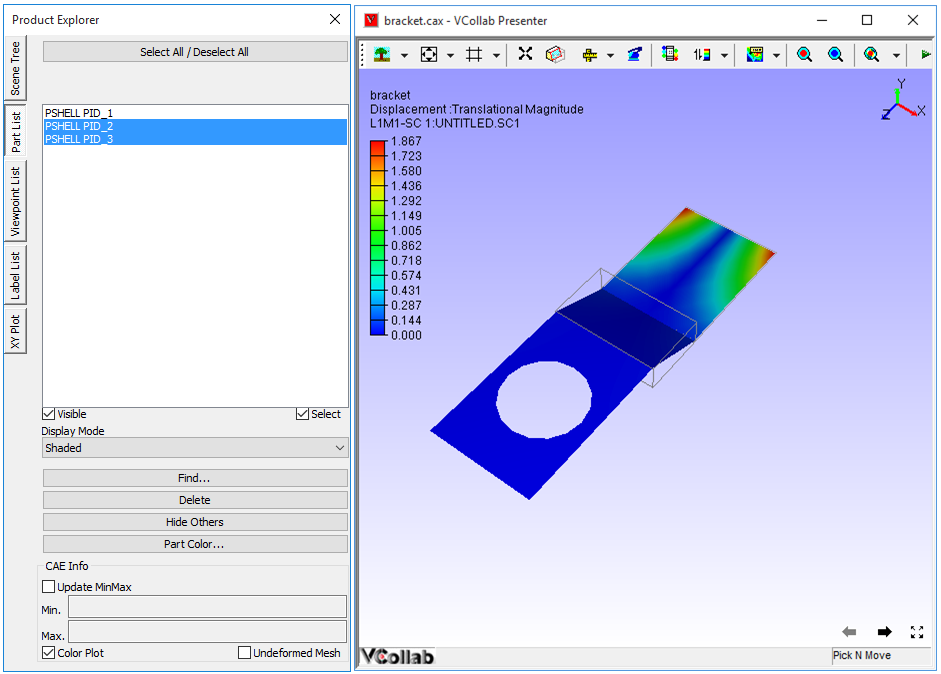 Product Explorer
Select All / Deselect All
Scene Tree
Part List
Viewpoint List
Label List
XY Plot
PSHELL PID_1
PSHELL PID_2
PSHELL PID_3
Visible
Select
Display Mode
Shaded
Find...
Delete
Hide Others
Part Color...
CAE Info
Update MinMax
Min.
Max.
Color Plot
Undeformed Mesh
bracket.cax - VCollab Presenter
bracket
Displacement :Translational Magnitude
L1M1-SC 1:UNTITLED.SC1
1.867
1.723
1.580
1.436
1.292
1.149
1.005
0.862
0.718
0.574
0.431
0.287
0.144
0.000
Y
X
Z
VCollab
Pick N Move